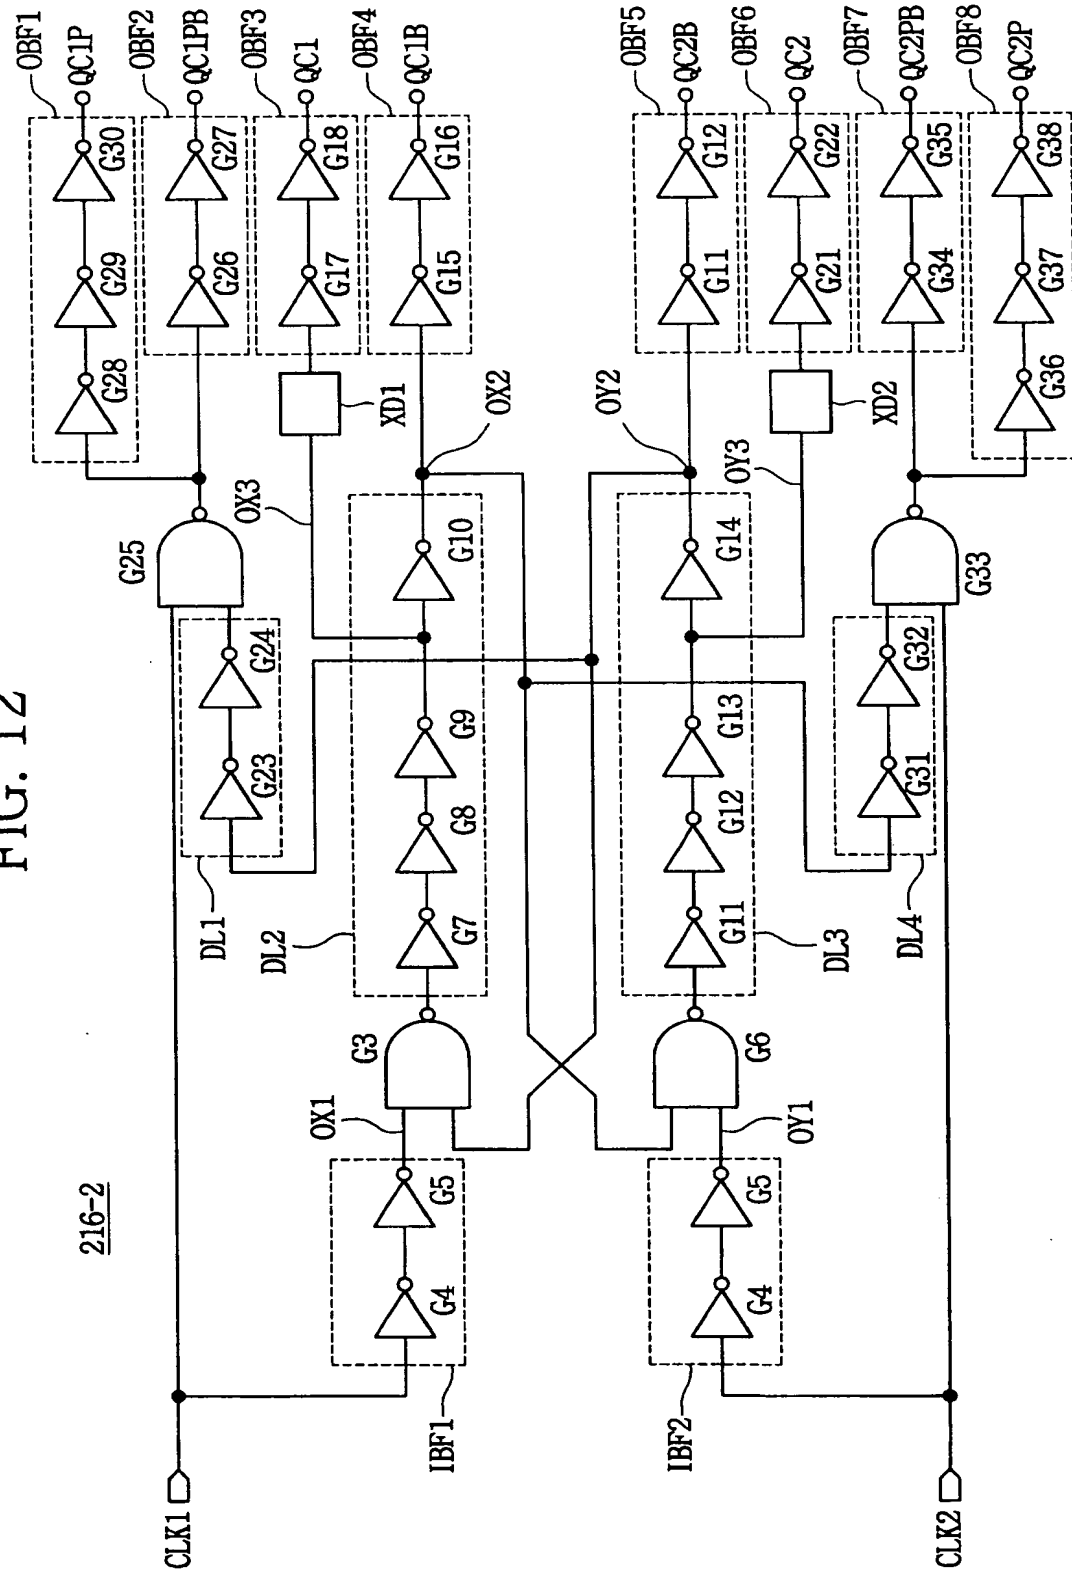 FIG. 12
216-2
CLK1
CLK2
IBF1
G4
G5
OX1
G3
DL2
G7
G8
G9
G10
OX3
OX2
DL1
G23
G24
G25
XD1
OBF1
G28
G29
G30
QC1P
OBF2
G26
G27
QC1PB
OBF3
G17
G18
QC1
OBF4
G15
G16
QC1B
IBF2
G4
G5
OY1
G6
DL3
G11
G12
G13
G14
OY2
OY3
DL4
G31
G32
G33
XD2
OBF5
G11
G12
QC2B
OBF6
G21
G22
QC2
OBF7
G34
G35
QC2PB
OBF8
G36
G37
G38
QC2P